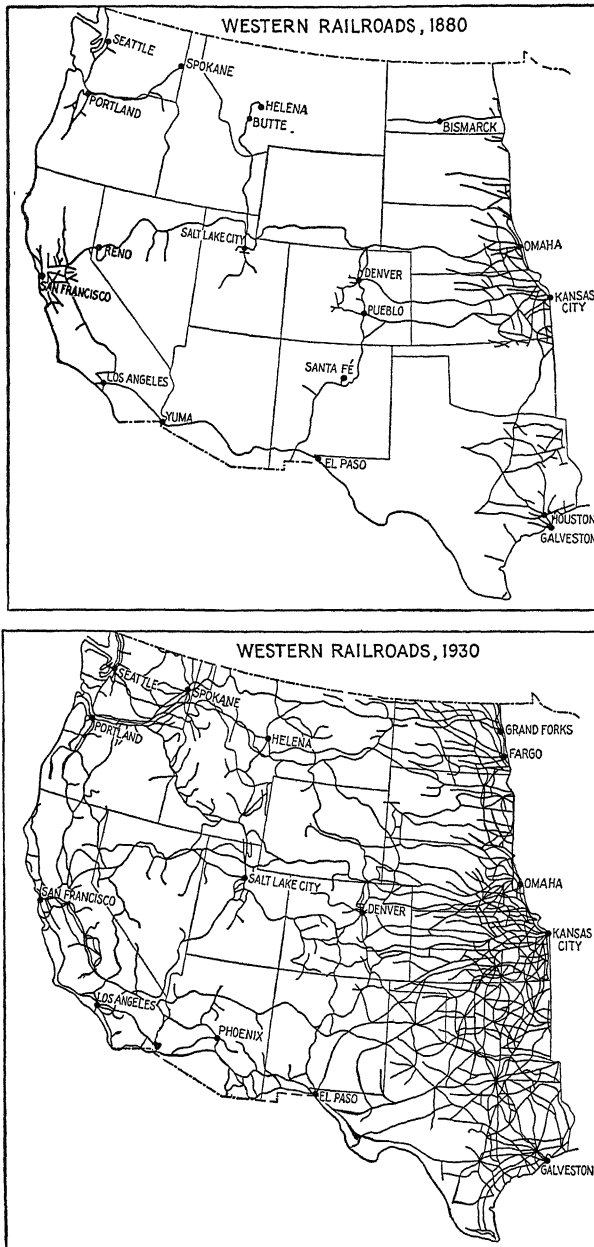 WESTERN RAILROADS, 1880
SEATTLE
SPOKANE
HELENA
PORTLAND
BUTTE
BISMARCK
SALT LAKE CITY
OMAHA
RENO
DENVER
SAN FRANCISCO
KANSAS
CITY
PUEBLO
SANTA FÉ
LOS ANGELES
YUMA
EL PASO
HOUSTON
GALVESTON
WESTERN RAILROADS, 1930
SEATTLE
SPOKANE
PORTLAND
GRAND FORKS
HELENA
FARGO
SALT LAKE CITY
OMAHA
SAN FRANCISCO
DENVER
KANSAS
CITY
LOS ANGELES
PHOENIX
EL PASO
GALVESTON